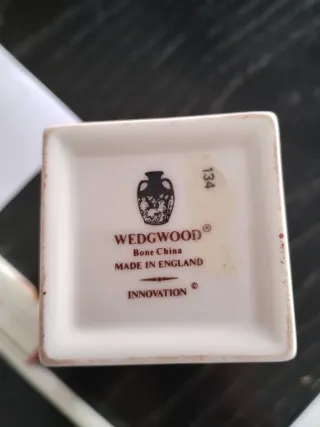 134
WEDGWOOD®
Bone China
MADE IN ENGLAND
INNOVATION ©